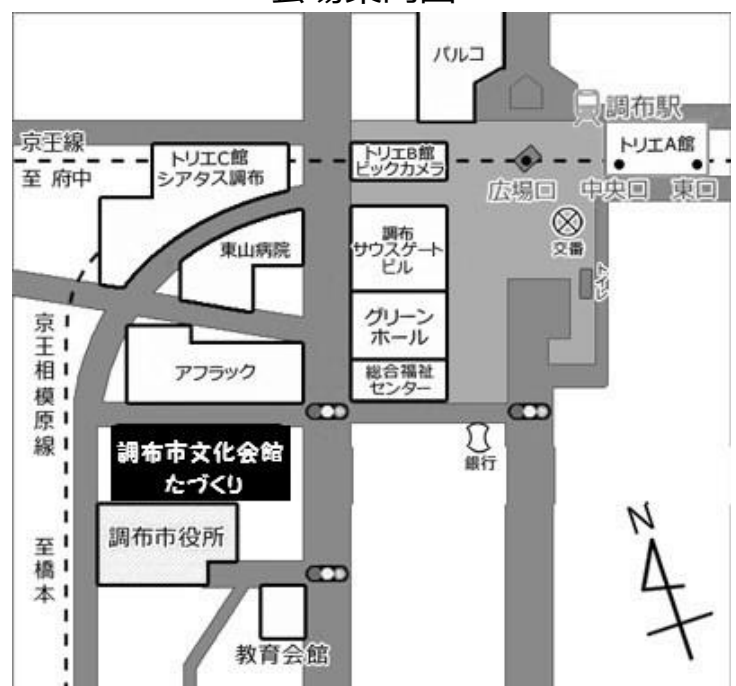 パルコ
調布駅
京王線
至 府中
トリエC館
シアタス調布
トリエB館
ビックカメラ
トリエA館
広場口
中央口
東口
交番
トイレ
東山病院
調布
サウスゲート
ビル
グリーン
ホール
京王相模原線
アフラック
総合福祉
センター
調布市文化会館
たづくり
銀行
調布市役所
至橋本
教育会館
N